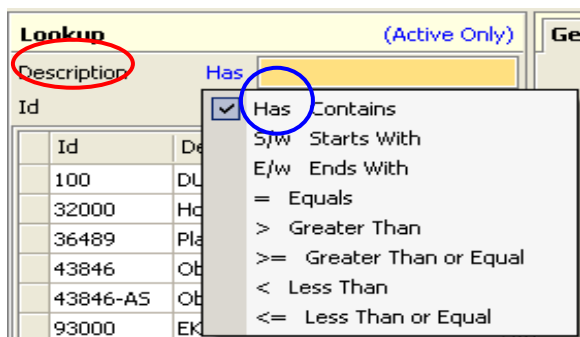 Lookup (Active Only) Ge
Description Has
Id
Has Contains
S/w Starts With
E/w Ends With
= Equals
> Greater Than
>= Greater Than or Equal
< Less Than
<= Less Than or Equal
Id De
100 DU
32000 Ho
36489 Pla
43846 Ob
43846-AS Ob
93000 EK